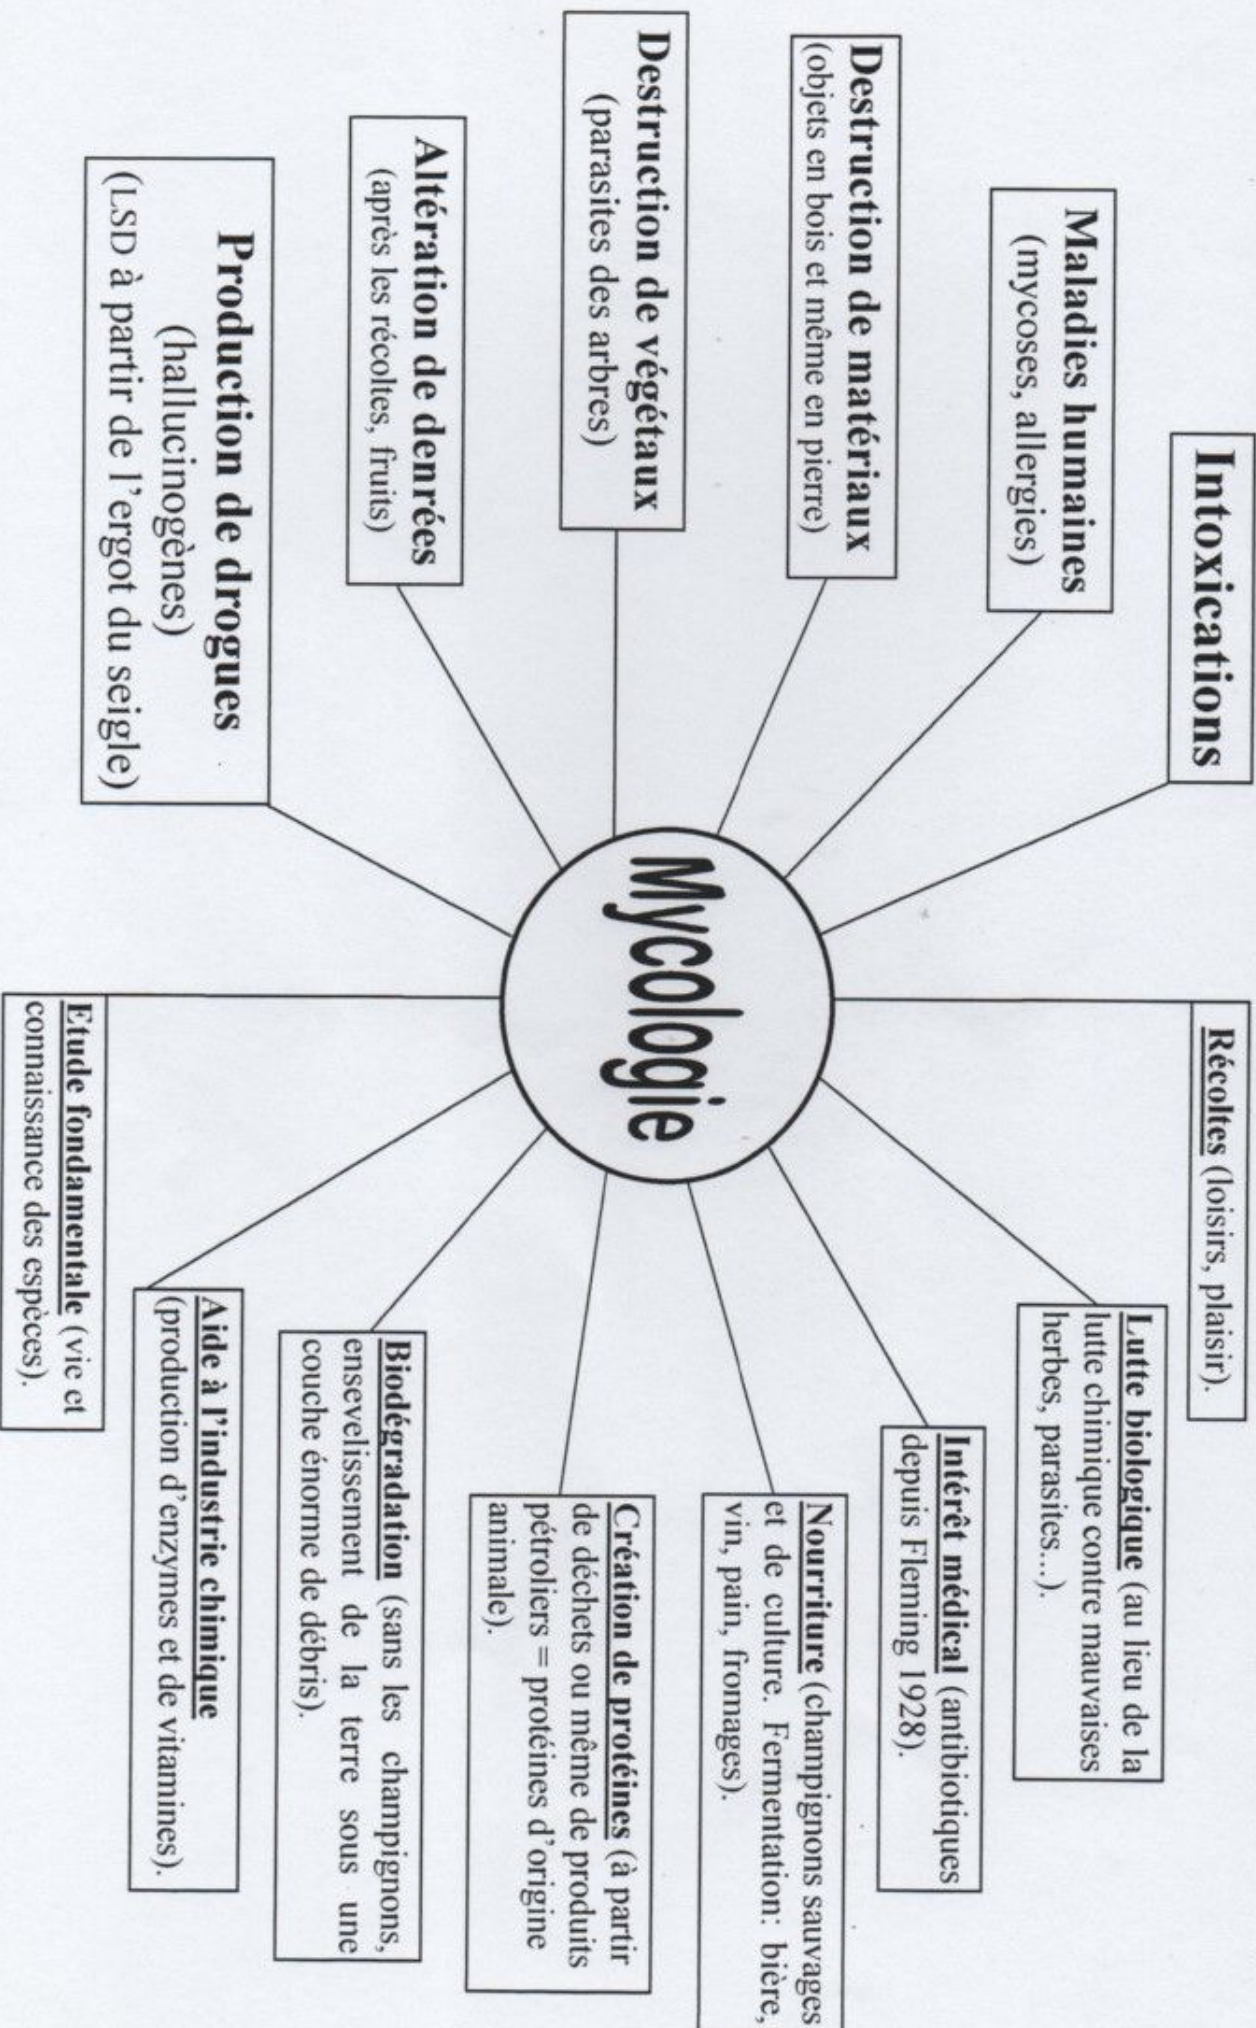 Intoxications
Maladies humaines
(mycoses, allergies)
Destruction de matériaux
(objets en bois et même en pierre)
Destruction de végétaux
(parasites des arbres)
Altération de denrées
(après les récoltes, fruits)
Production de drogues
(hallucinogènes)
(LSD à partir de l'ergot du seigle)
Mycologie
Récoltes (loisirs, plaisir).
Lutte biologique (au lieu de la
lutte chimique contre mauvaises
herbes, parasites...).
Intérêt médical (antibiotiques
depuis Fleming 1928).
Nourriture (champignons sauvages
et de culture. Fermentation: bière,
vin, pain, fromages).
Création de protéines (à partir
de déchets ou même de produits
pétroliers = protéines d'origine
animale).
Biodégradation (sans les champignons,
ensevelissement de la terre sous une
couche énorme de débris).
Aide à l'industrie chimique
(production d'enzymes et de vitamines).
Etude fondamentale (vie et
connaissance des espèces).